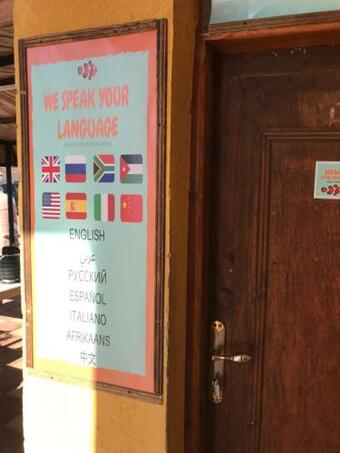 WE SPEAK YOUR
LANGUAGE
ENGLISH
عربي
РУССКИЙ
ESPAÑOL
ITALIANO
AFRIKAANS
中文